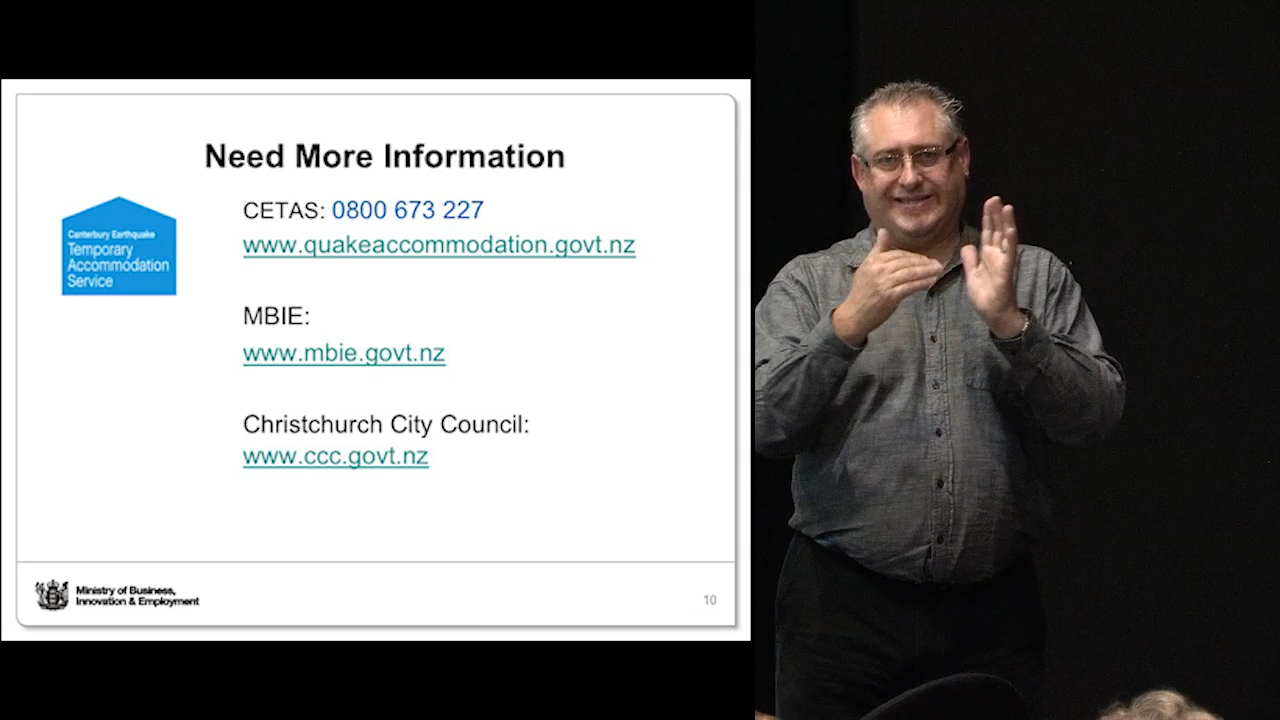 Need More Information
CETAS: 0800 673 227
www.quakeaccommodation.govt.nz
Canterbury Earthquake
Temporary
Accommodation
Service
MBIE:
www.mbie.govt.nz
Christchurch City Council:
www.ccc.govt.nz
Ministry of Business,
Innovation & Employment
10